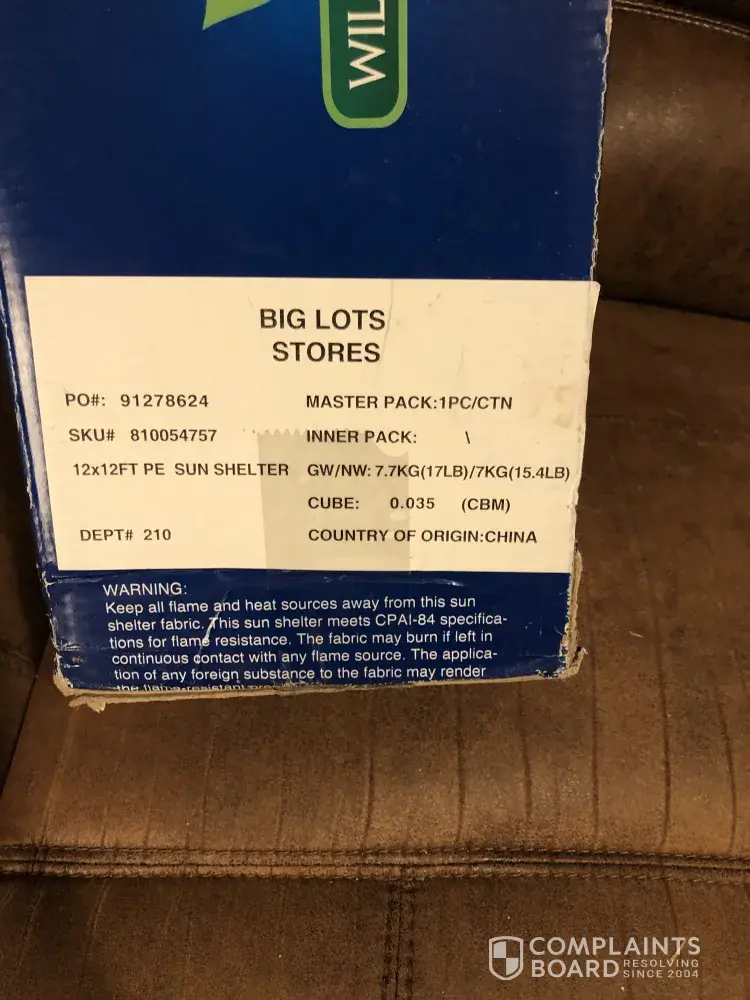 WIL
BIG LOTS
STORES
PO#: 91278624
MASTER PACK:1PC/CTN
SKU# 810054757
INNER PACK: \
12x12FT PE SUN SHELTER
GW/NW: 7.7KG(17LB)/7KG(15.4LB)
CUBE: 0.035 (CBM)
DEPT# 210
COUNTRY OF ORIGIN:CHINA
WARNING:
Keep all flame and heat sources away from this sun
shelter fabric. This sun shelter meets CPAI-84 specifica-
tions for flame resistance. The fabric may burn if left in
continuous contact with any flame source. The applica-
tion of any foreign substance to the fabric may render
the flame-resistant
COMPLAINTS
BOARD
RESOLVING
SINCE 2004